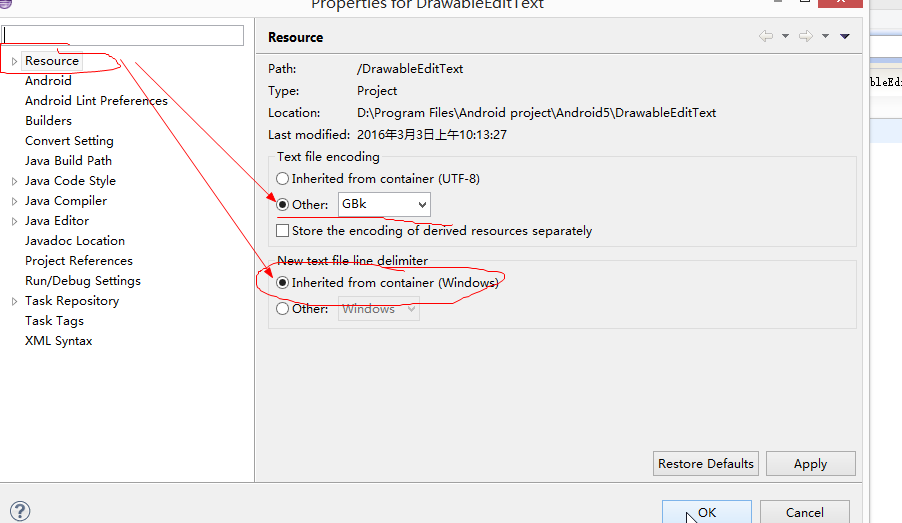 Properties for DrawableEditText
Resource
Android
Android Lint Preferences
Builders
Convert Setting
Java Build Path
Java Code Style
Java Compiler
Java Editor
Javadoc Location
Project References
Run/Debug Settings
Task Repository
Task Tags
XML Syntax
Resource
Path: /DrawableEditText
Type: Project
Location: D:\Program Files\Android project\Android5\DrawableEditText
Last modified: 2016年3月3日上午10:13:27
Text file encoding
Inherited from container (UTF-8)
Other: GBk
Store the encoding of derived resources separately
New text file line delimiter
Inherited from container (Windows)
Other: Windows
Restore Defaults Apply
OK Cancel